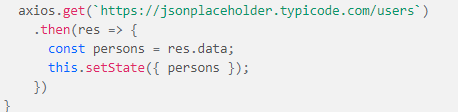 axios.get(`https://jsonplaceholder.typicode.com/users`)
.then(res => {
const persons = res.data;
this.setState({ persons });
})
}